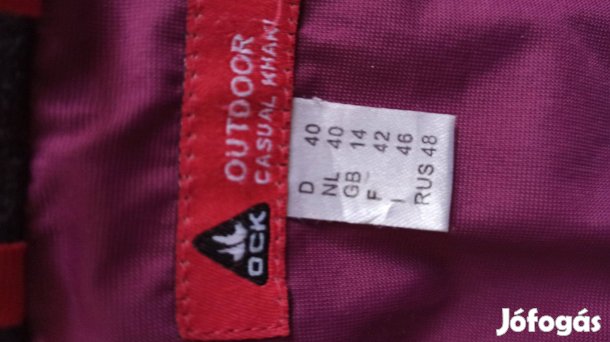 OUTDOOR
CASUAL KHAKI
OCK
D 40
NL 40
GB 14
F 42
I 46
RUS 48
Jófogás